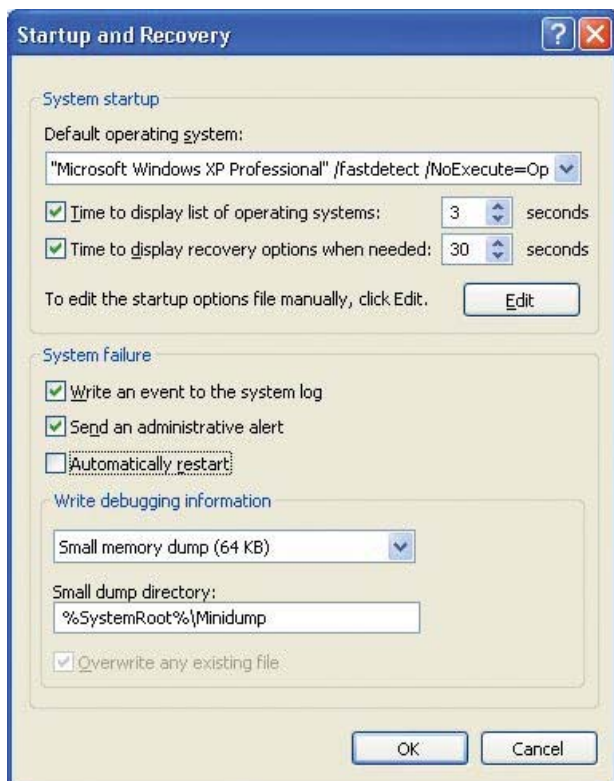 Startup and Recovery
System startup
Default operating system:
"Microsoft Windows XP Professional" /fastdetect /NoExecute=Op
Time to display list of operating systems: 3 seconds
Time to display recovery options when needed: 30 seconds
To edit the startup options file manually, click Edit. Edit
System failure
Write an event to the system log
Send an administrative alert
Automatically restart
Write debugging information
Small memory dump (64 KB)
Small dump directory:
%SystemRoot%\Minidump
Overwrite any existing file
OK Cancel